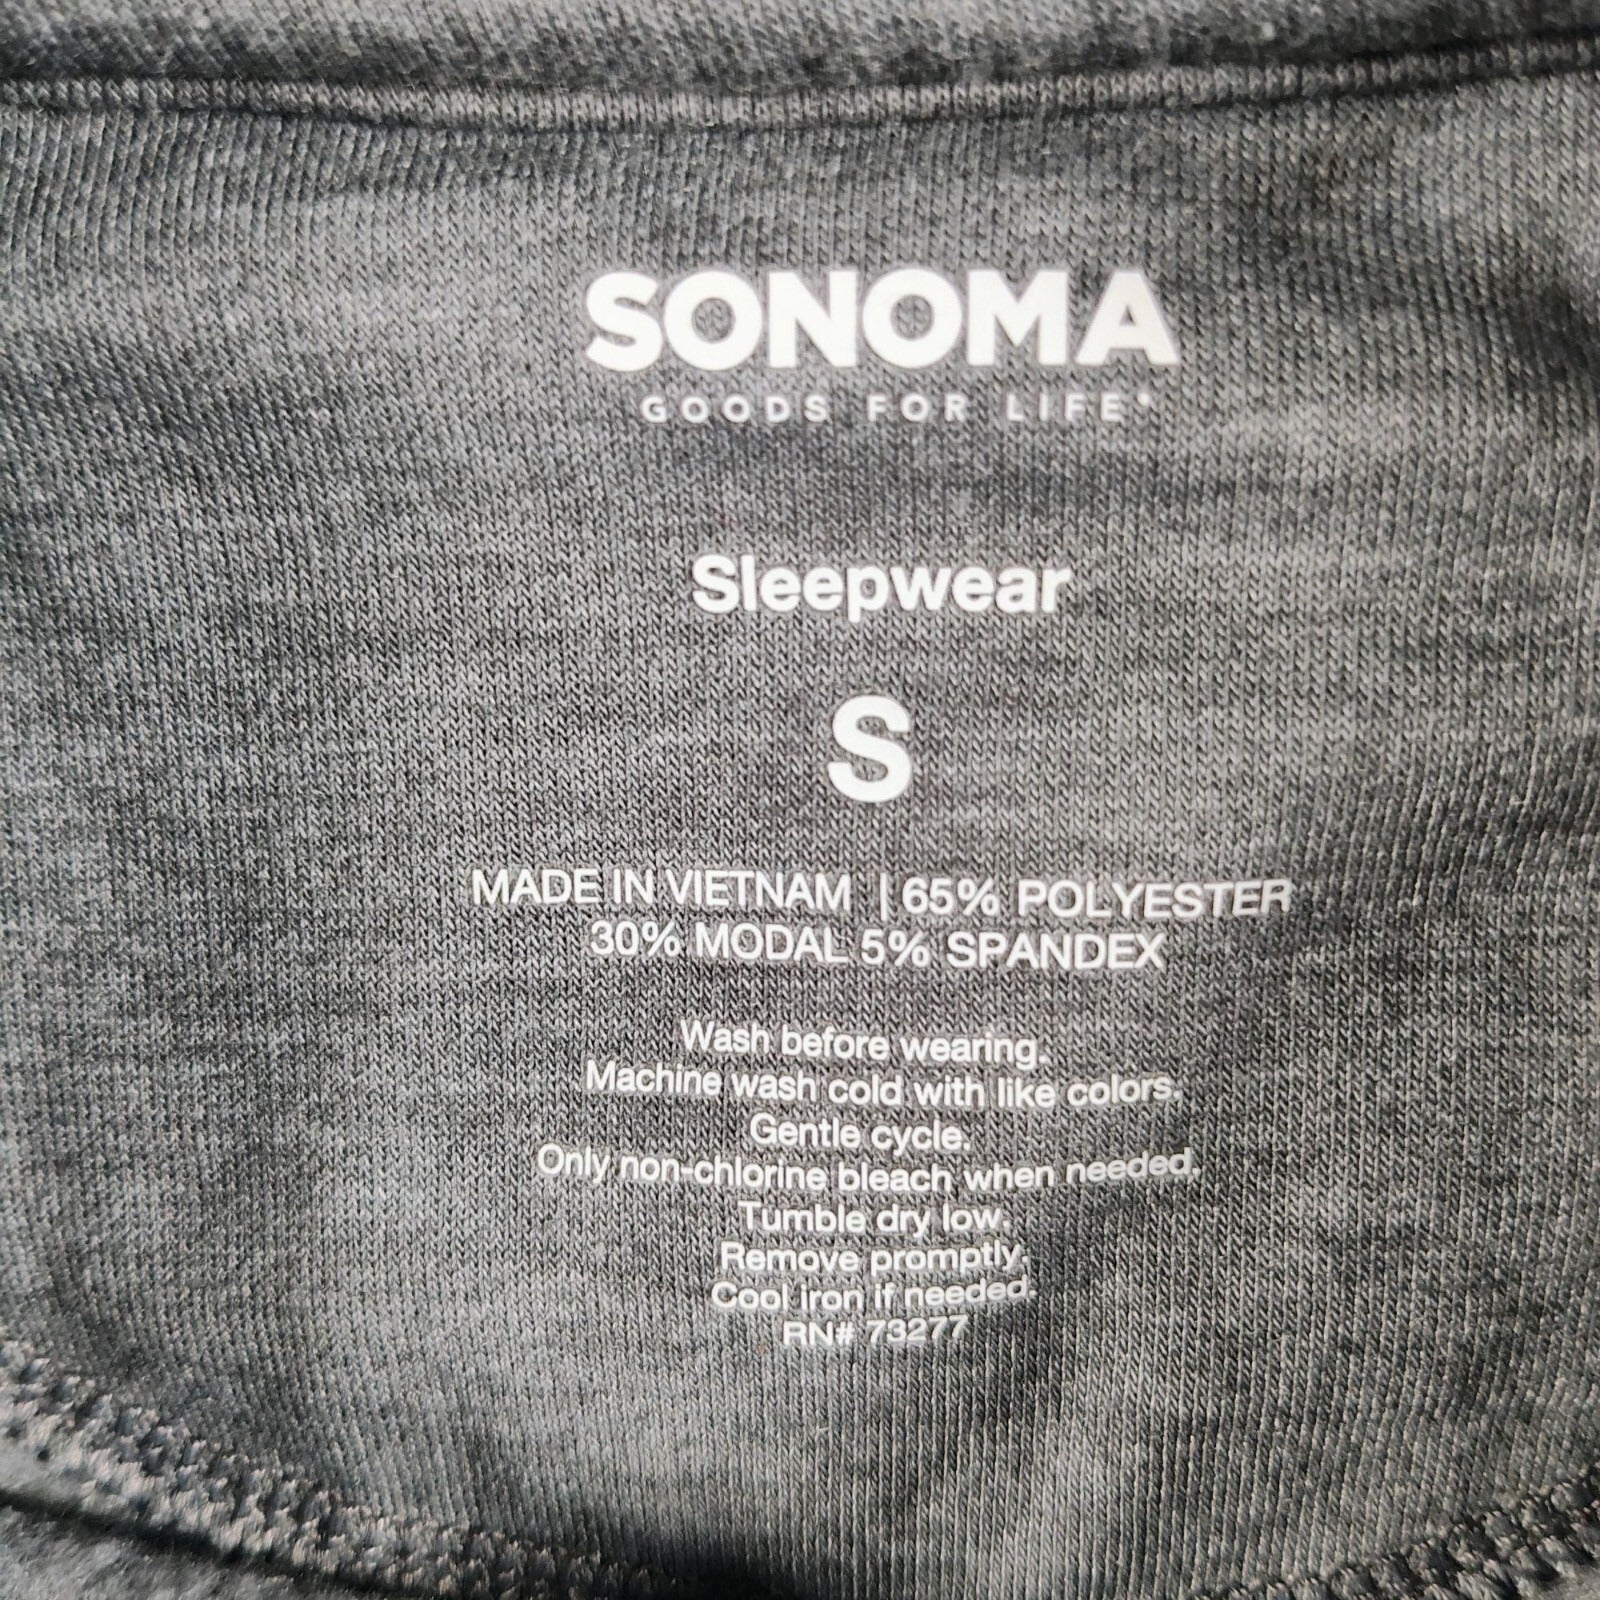 SONOMA
GOODS FOR LIFE
Sleepwear
S
MADE IN VIETNAM | 65% POLYESTER
30% MODAL 5% SPANDEX
Wash before wearing.
Machine wash cold with like colors.
Gentle cycle.
Only non-chlorine bleach when needed.
Tumble dry low.
Remove promptly.
Cool iron if needed.
RN# 73277